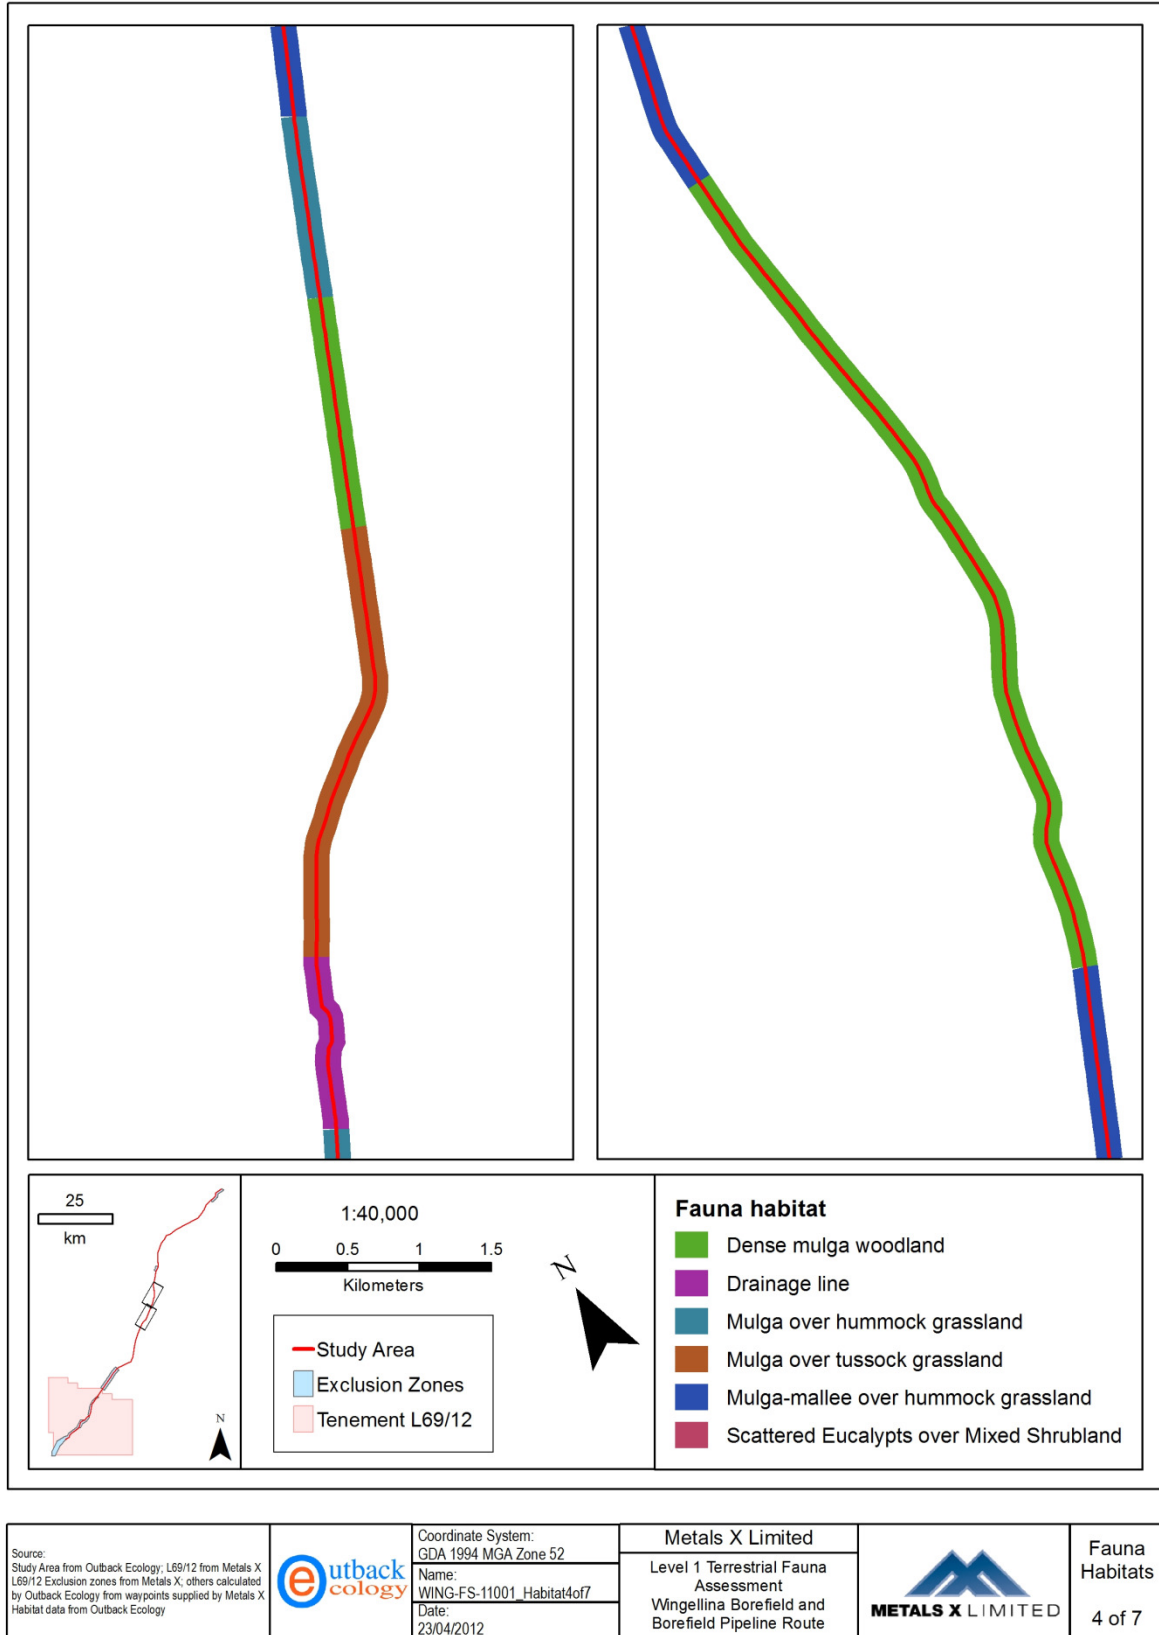 25
km
N
1:40,000
0 0.5 1 1.5
Kilometers
N
Study Area
Exclusion Zones
Tenement L69/12
Fauna habitat
Dense mulga woodland
Drainage line
Mulga over hummock grassland
Mulga over tussock grassland
Mulga-mallee over hummock grassland
Scattered Eucalypts over Mixed Shrubland
Source:
Study Area from Outback Ecology; L69/12 from Metals X
L69/12 Exclusion zones from Metals X; others calculated
by Outback Ecology from waypoints supplied by Metals X
Habitat data from Outback Ecology
Outback
ecology
Coordinate System:
GDA 1994 MGA Zone 52
Name:
WING-FS-11001_Habitat4of7
Date:
23/04/2012
Metals X Limited
Level 1 Terrestrial Fauna
Assessment
Wingellina Borefield and
Borefield Pipeline Route
METALS X LIMITED
Fauna
Habitats
4 of 7